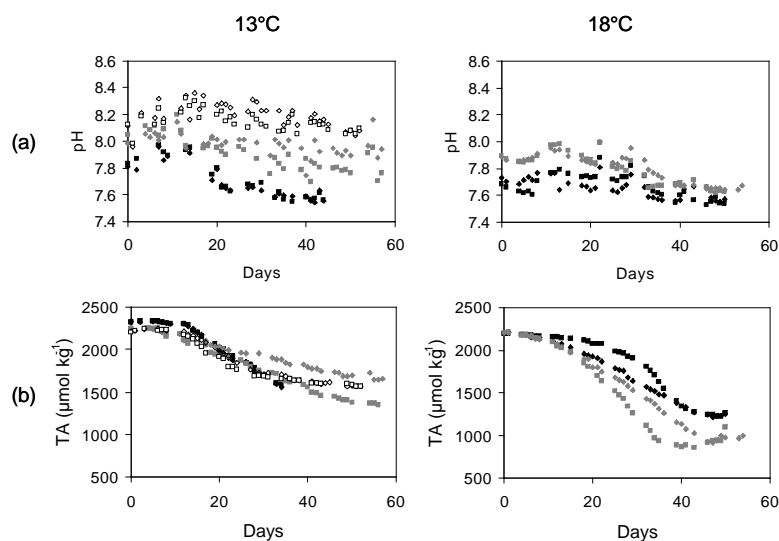 13°C 18°C
(a)
8.6 8.6
8.4 8.4
8.2 8.2
pH 8.0 pH 8.0
7.8 7.8
7.6 7.6
7.4 7.4
0 20 40 60 0 20 40 60
Days Days
(b)
2500 2500
2000 2000
TA (µmol kg-1) 1500 TA (µmol kg-1) 1500
1000 1000
500 500
0 20 40 60 0 20 40 60
Days Days